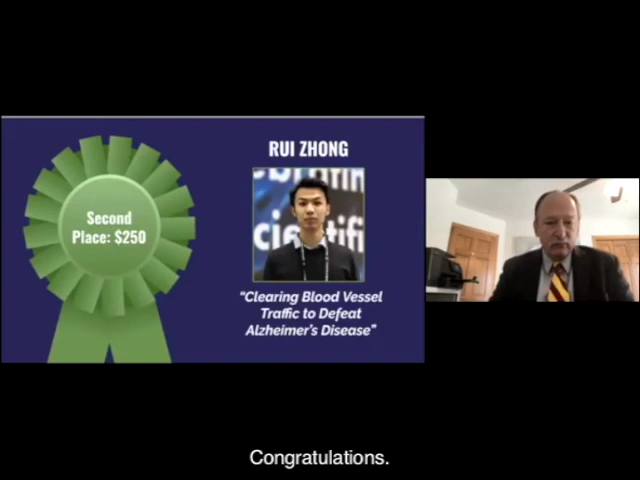 RUI ZHONG
Second
Place: $250
“Clearing Blood Vessel
Traffic to Defeat
Alzheimer’s Disease”
Congratulations.